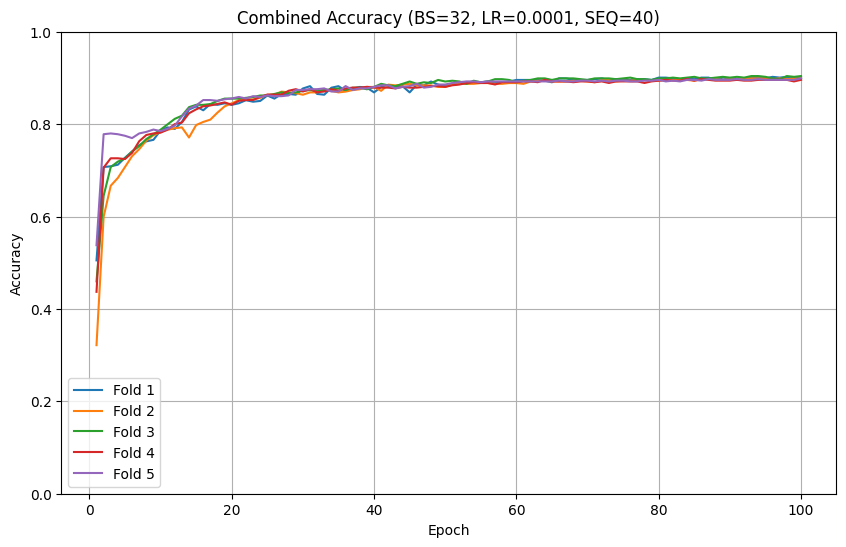 Combined Accuracy (BS=32, LR=0.0001, SEQ=40)
1.0
0.8
0.6
0.4
0.2
0.0
Accuracy
Fold 1
Fold 2
Fold 3
Fold 4
Fold 5
0 20 40 60 80 100
Epoch